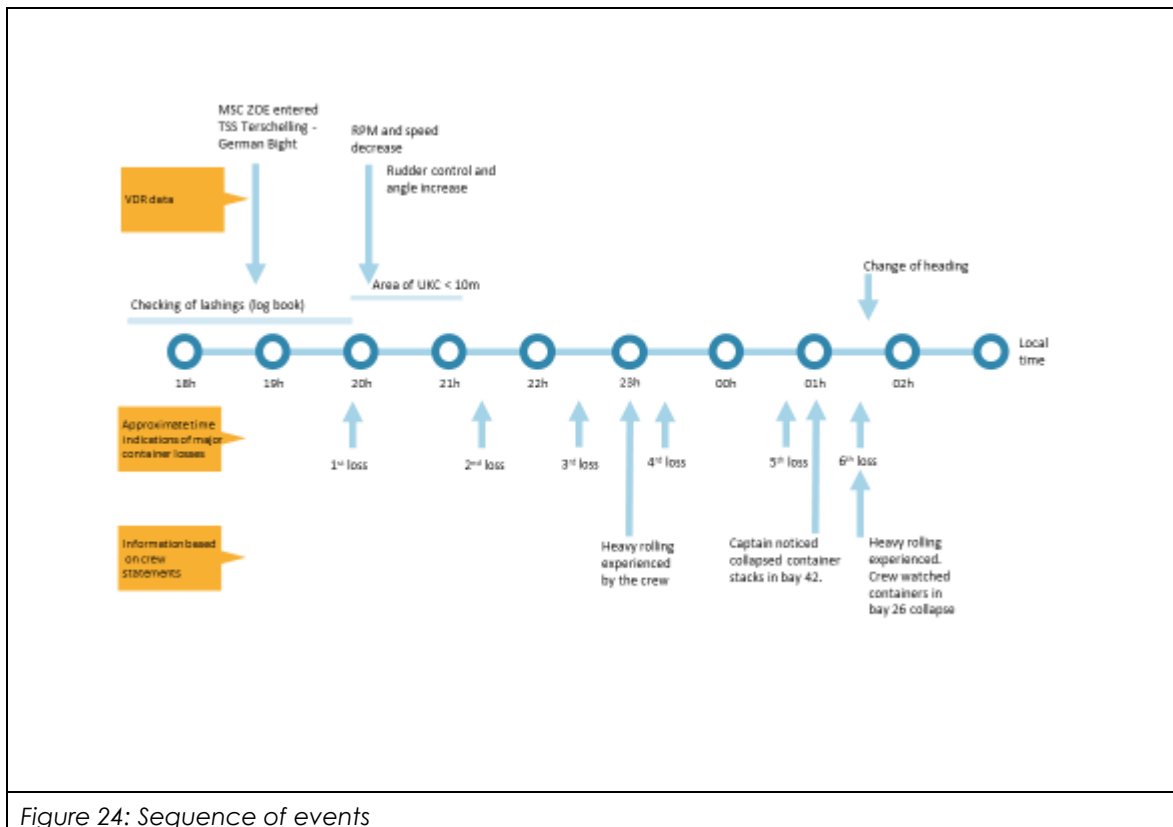 MSC ZOE entered
TSS Terschelling -
German Bight
RPM and speed
decrease
Rudder control and
angle increase
VDR data
Change of heading
Area of UKC < 10m
Checking of lashings (log book)
Local
time
18h
19h
20h
21h
22h
23h
00h
01h
02h
Approximate time
indications of major
container losses
1st loss
2nd loss
3rd loss
4th loss
5th loss
6th loss
Information based
on crew
statements
Heavy rolling
experienced
by the crew
Captain noticed
collapsed container
stacks in bay 42.
Heavy rolling
experienced.
Crew watched
containers in
bay 26 collapse
Figure 24: Sequence of events